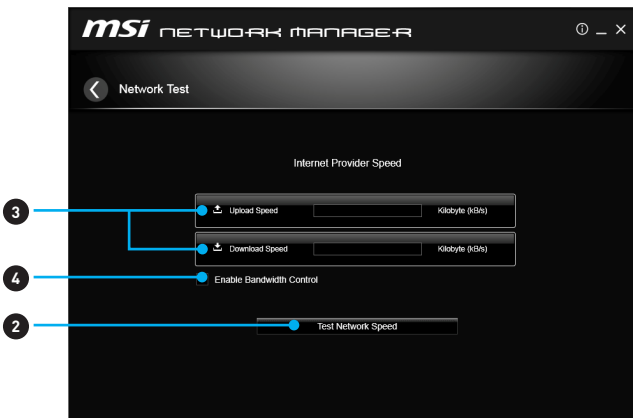 msi NETWORK MANAGER
Network Test
Internet Provider Speed
3
Upload Speed Kilobyte (kB/s)
Download Speed Kilobyte (kB/s)
4
Enable Bandwidth Control
2
Test Network Speed